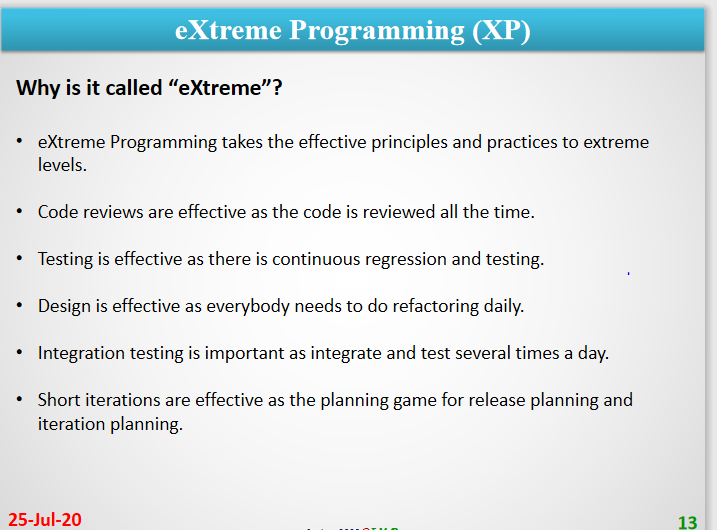 eXtreme Programming (XP)
Why is it called “eXtreme”?
• eXtreme Programming takes the effective principles and practices to extreme
levels.
• Code reviews are effective as the code is reviewed all the time.
• Testing is effective as there is continuous regression and testing.
• Design is effective as everybody needs to do refactoring daily.
• Integration testing is important as integrate and test several times a day.
• Short iterations are effective as the planning game for release planning and
iteration planning.
25-Jul-20
13